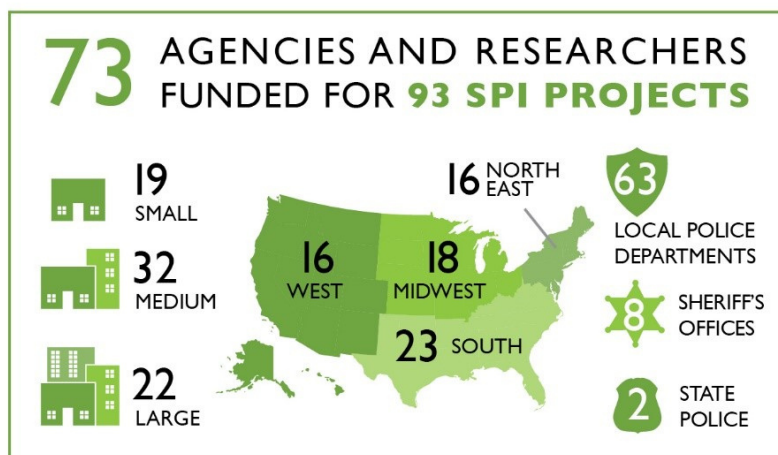 73 AGENCIES AND RESEARCHERS
FUNDED FOR 93 SPI PROJECTS
19
SMALL
32
MEDIUM
22
LARGE
16 NORTH
EAST
16
WEST
18
MIDWEST
23 SOUTH
63
LOCAL POLICE
DEPARTMENTS
8
SHERIFF'S
OFFICES
2
STATE
POLICE